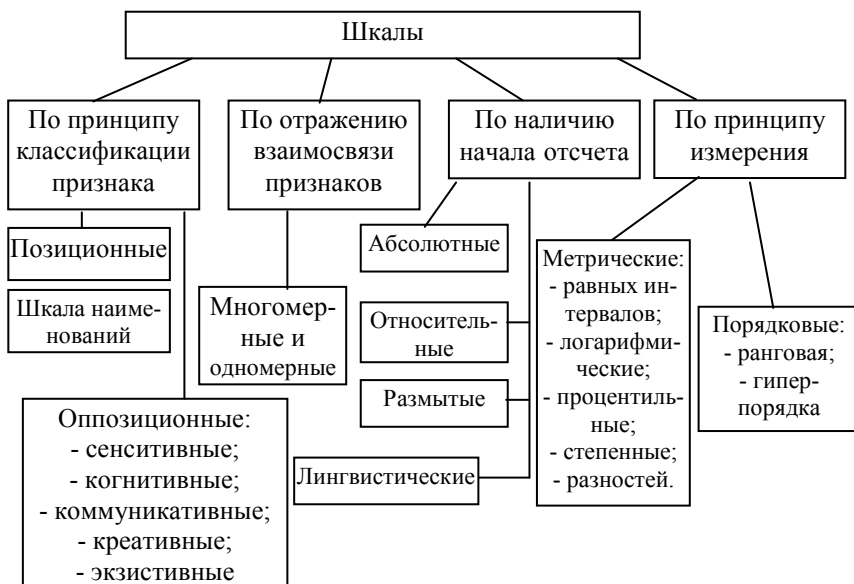 Шкалы
По принципу
классификации
признака
По отражению
взаимосвязи
признаков
По наличию
начала отсчета
По принципу
измерения
Позиционные
Шкала наиме-
нований
Оппозиционные:
- сенситивные;
- когнитивные;
- коммуникативные;
- креативные;
- экзистивные
Многомер-
ные и
одномерные
Абсолютные
Относитель-
ные
Размытые
Лингвистические
Метрические:
- равных ин-
тервалов;
- логарифми-
ческие;
- процентиль-
ные;
- степенные;
- разностей.
Порядковые:
- ранговая;
- гипер-
порядка